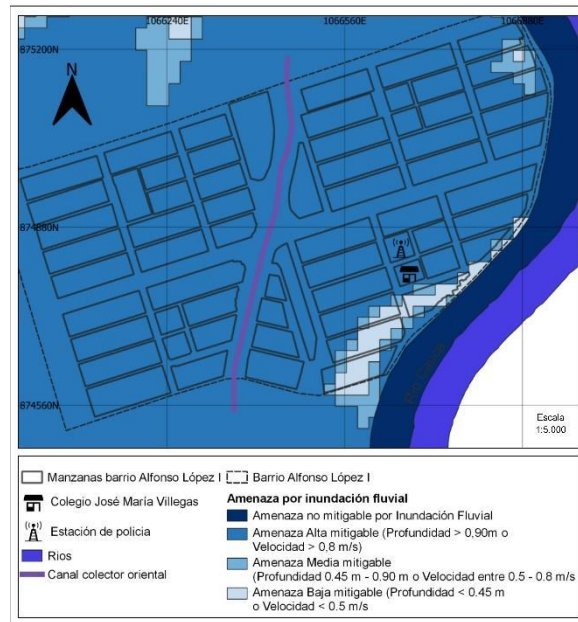 1066240E 1066560E 1066880E
875200N
N
874880N
874560N
Río Cauca
Escala
1:5.000
Manzanas barrio Alfonso López I
Colegio José María Villegas
Estación de policia
Rios
Canal colector oriental
Barrio Alfonso López I
Amenaza por inundación fluvial
Amenaza no mitigable por Inundación Fluvial
Amenaza Alta mitigable (Profundidad > 0,90m o
Velocidad > 0,8 m/s)
Amenaza Media mitigable
(Profundidad 0.45 m - 0.90 m o Velocidad entre 0.5 - 0.8 m/s
Amenaza Baja mitigable (Profundidad < 0.45 m
o Velocidad < 0.5 m/s